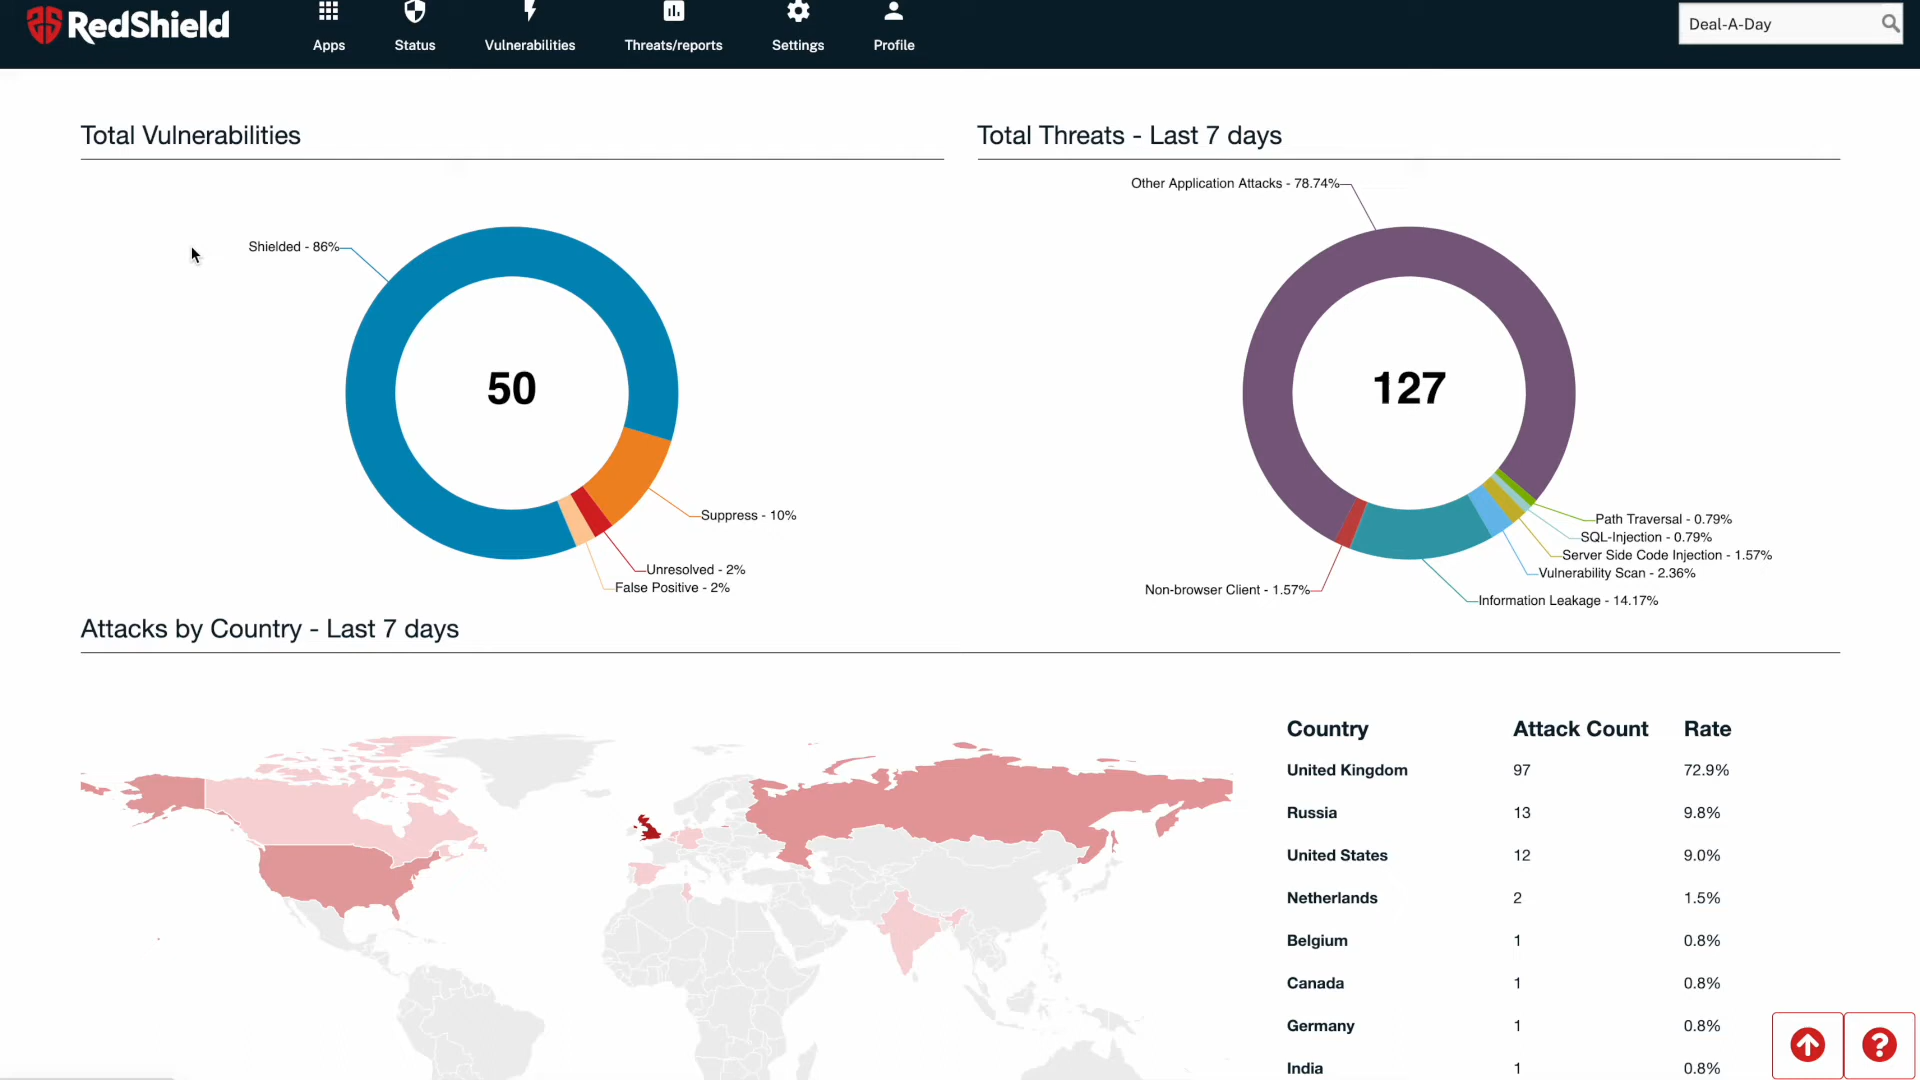 RedShield
Apps
Status
Vulnerabilities
Threats/reports
Settings
Profile
Deal-A-Day
Total Vulnerabilities
Total Threats - Last 7 days
Other Application Attacks - 78.74%
Shielded - 86%
50
127
Suppress - 10%
Path Traversal - 0.79%
SQL-Injection - 0.79%
Server Side Code Injection - 1.57%
Unresolved - 2%
Vulnerability Scan - 2.36%
False Positive - 2%
Non-browser Client - 1.57%
Information Leakage - 14.17%
Attacks by Country - Last 7 days
Country Attack Count Rate
United Kingdom 97 72.9%
Russia 13 9.8%
United States 12 9.0%
Netherlands 2 1.5%
Belgium 1 0.8%
Canada 1 0.8%
Germany 1 0.8%
India 1 0.8%